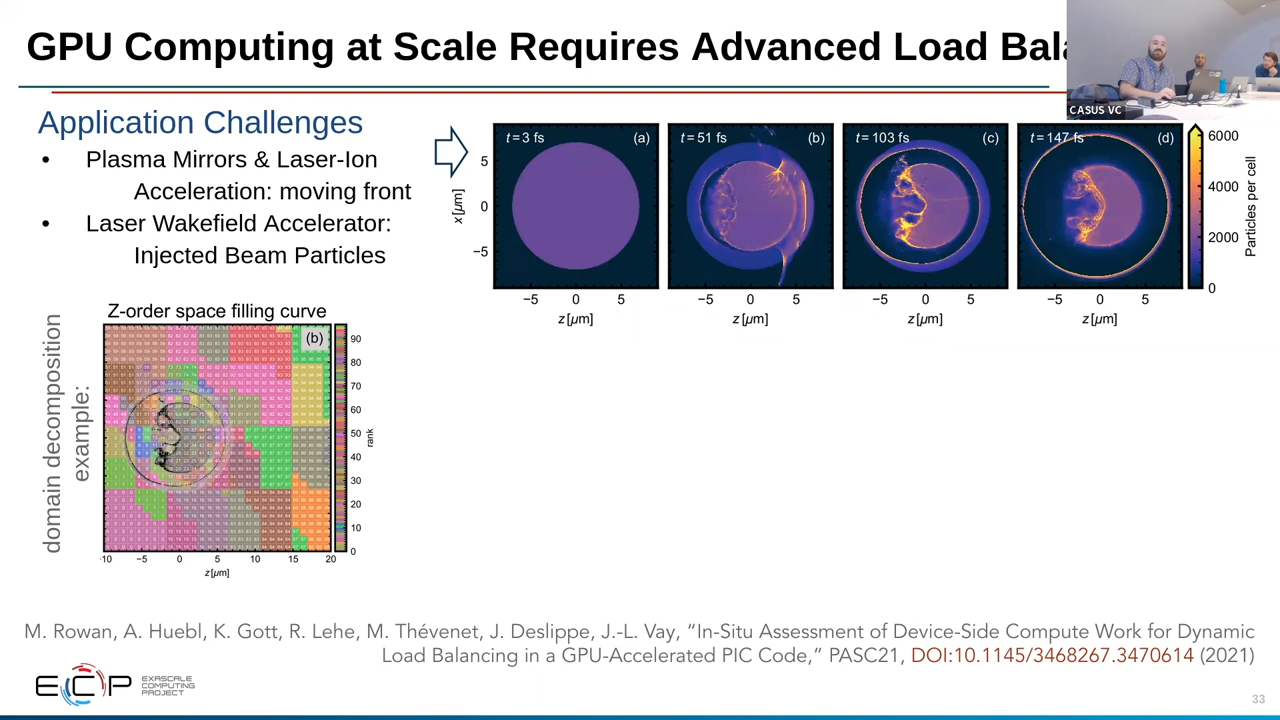 GPU Computing at Scale Requires Advanced Load Bala
CASUS VC
Application Challenges
• Plasma Mirrors & Laser-Ion
Acceleration: moving front
• Laser Wakefield Accelerator:
Injected Beam Particles
t = 3 fs (a)
t = 51 fs (b)
t = 103 fs (c)
t = 147 fs (d)
x [μm]
5
0
−5
−5 0 5
z [μm]
−5 0 5
z [μm]
−5 0 5
z [μm]
−5 0 5
z [μm]
6000
4000
2000
0
Particles per cell
domain decomposition
example:
Z-order space filling curve
(b)
90
80
70
60
50
40
30
20
10
0
rank
-10 −5 0 5 10 15 20
z [μm]
M. Rowan, A. Huebl, K. Gott, R. Lehe, M. Thévenet, J. Deslippe, J.-L. Vay, “In-Situ Assessment of Device-Side Compute Work for Dynamic
Load Balancing in a GPU-Accelerated PIC Code,” PASC21, DOI:10.1145/3468267.3470614 (2021)
ECP
EXASCALE
COMPUTING
PROJECT
33